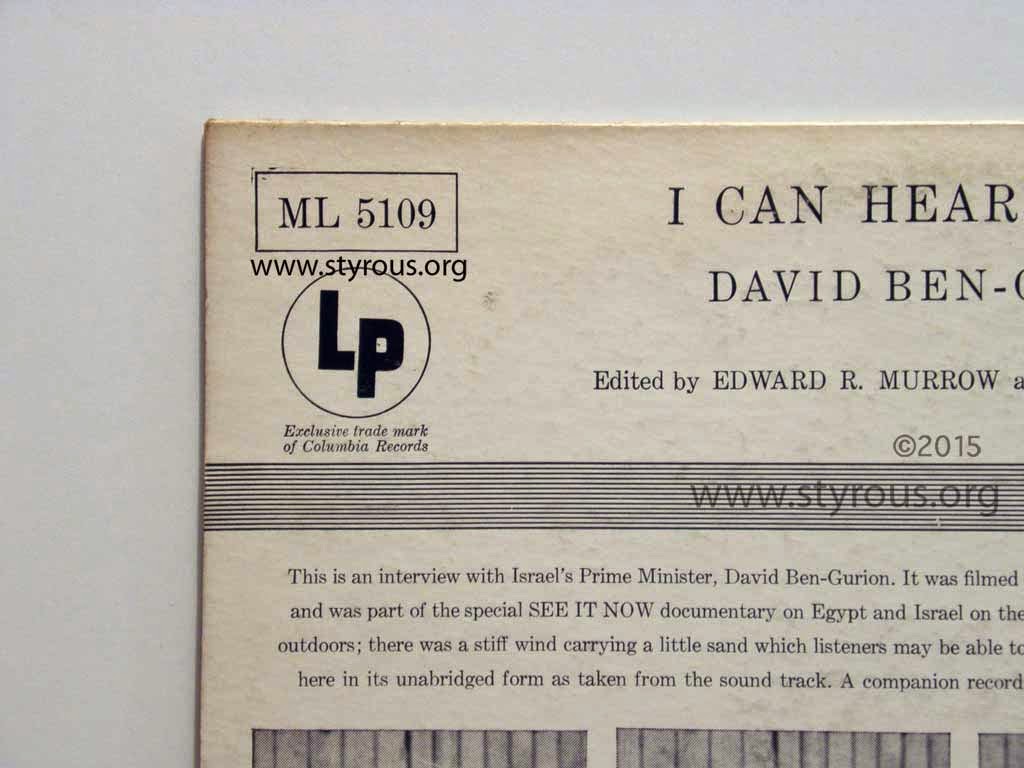 ML 5109
www.styrous.org
LP
Exclusive trade mark
of Columbia Records
I CAN HEAR
DAVID BEN-
Edited by EDWARD R. MURROW
©2015
www.styrous.org
This is an interview with Israel's Prime Minister, David Ben-Gurion. It was filmed
and was part of the special SEE IT NOW documentary on Egypt and Israel on the
outdoors; there was a stiff wind carrying a little sand which listeners may be able to
here in its unabridged form as taken from the sound track. A companion record